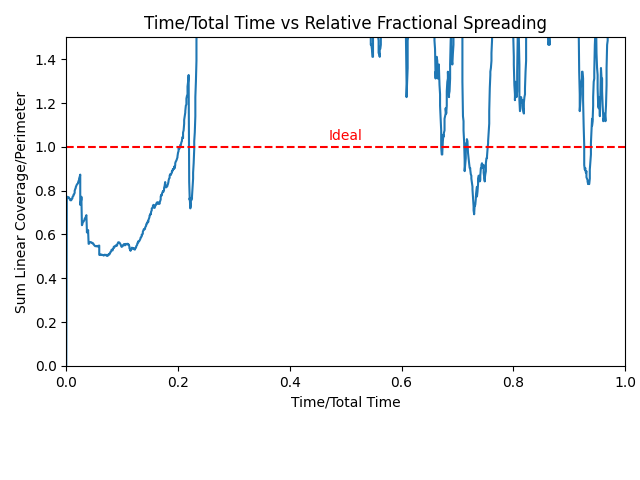 Time/Total Time vs Relative Fractional Spreading
Sum Linear Coverage/Perimeter
1.4
1.2
1.0
0.8
0.6
0.4
0.2
0.0
Ideal
0.0 0.2 0.4 0.6 0.8 1.0
Time/Total Time